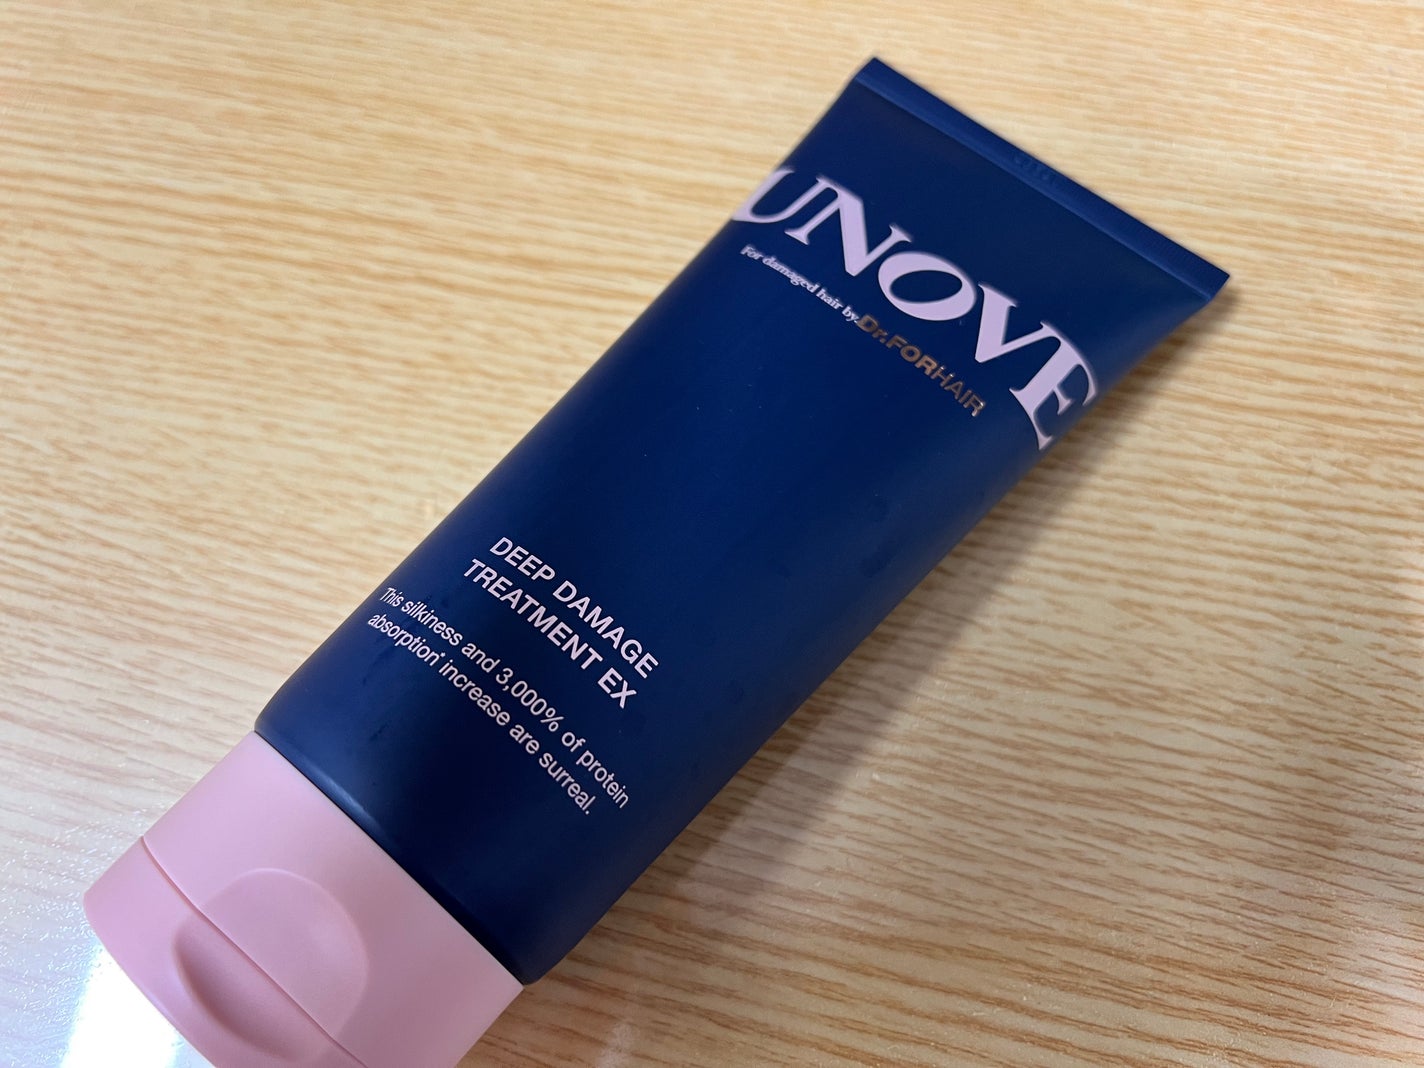 UNOVE
For damaged hair by. Dr.FORHAIR
DEEP DAMAGE
TREATMENT EX
This silkiness and 3,000% of protein
absorption* increase are surreal.